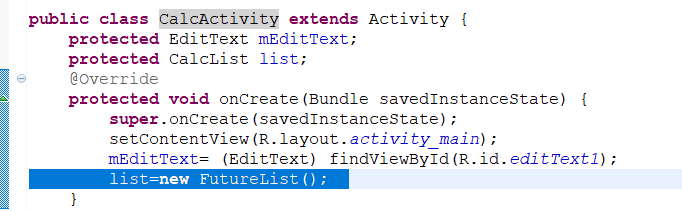 public class CalcActivity extends Activity {
protected EditText mEditText;
protected CalcList list;
@Override
protected void onCreate(Bundle savedInstanceState) {
super.onCreate(savedInstanceState);
setContentView(R.layout.activity_main);
mEditText= (EditText) findViewById(R.id.editText1);
list=new FutureList();
}